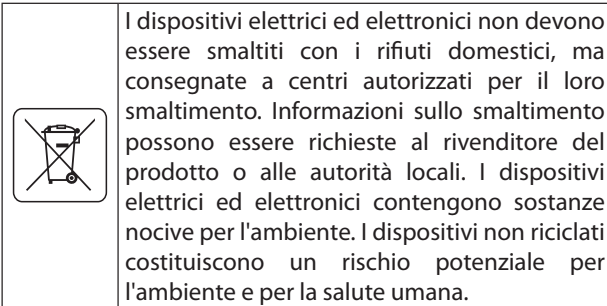 I dispositivi elettrici ed elettronici non devono
essere smaltiti con i rifiuti domestici, ma
consegnate a centri autorizzati per il loro
smaltimento. Informazioni sullo smaltimento
possono essere richieste al rivenditore del
prodotto o alle autorità locali. I dispositivi
elettrici ed elettronici contengono sostanze
nocive per l'ambiente. I dispositivi non riciclati
costituiscono un rischio potenziale per
l'ambiente e per la salute umana.